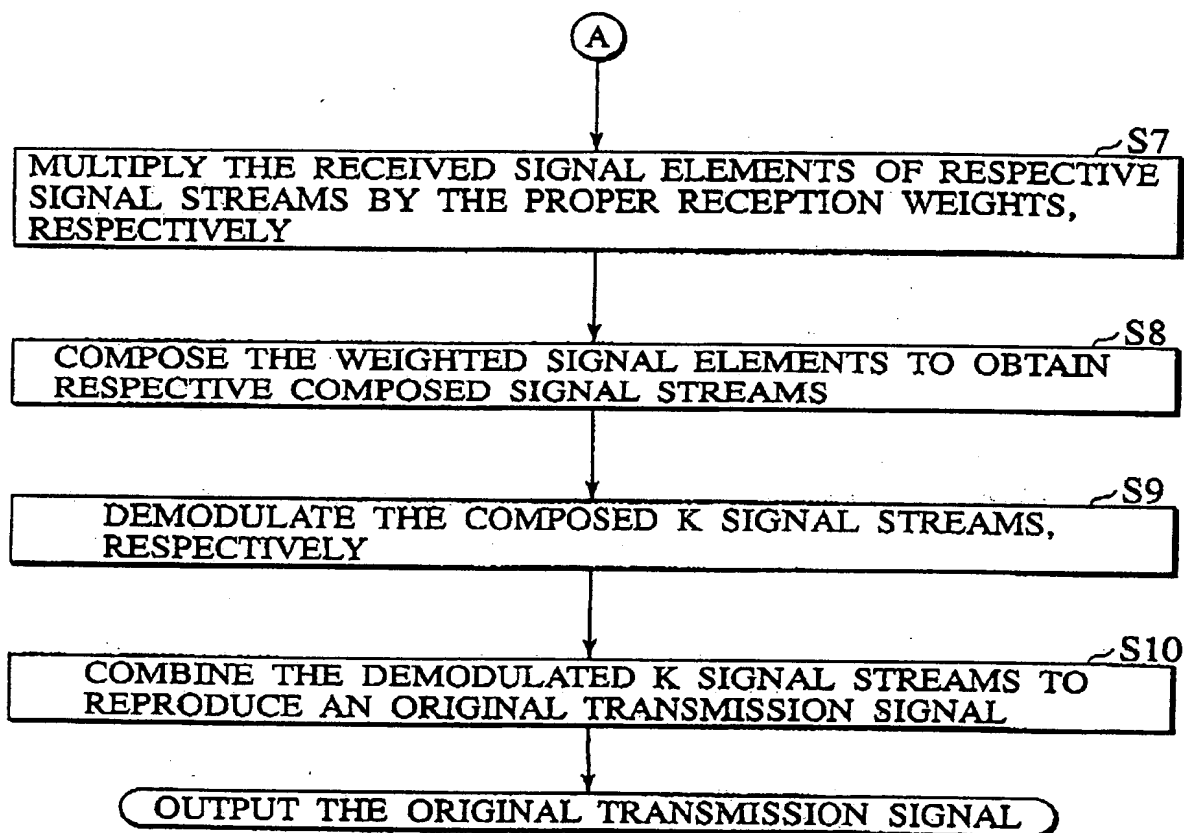 A
S7
MULTIPLY THE RECEIVED SIGNAL ELEMENTS OF RESPECTIVE
SIGNAL STREAMS BY THE PROPER RECEPTION WEIGHTS,
RESPECTIVELY
S8
COMPOSE THE WEIGHTED SIGNAL ELEMENTS TO OBTAIN
RESPECTIVE COMPOSED SIGNAL STREAMS
S9
DEMODULATE THE COMPOSED K SIGNAL STREAMS,
RESPECTIVELY
S10
COMBINE THE DEMODULATED K SIGNAL STREAMS TO
REPRODUCE AN ORIGINAL TRANSMISSION SIGNAL
OUTPUT THE ORIGINAL TRANSMISSION SIGNAL